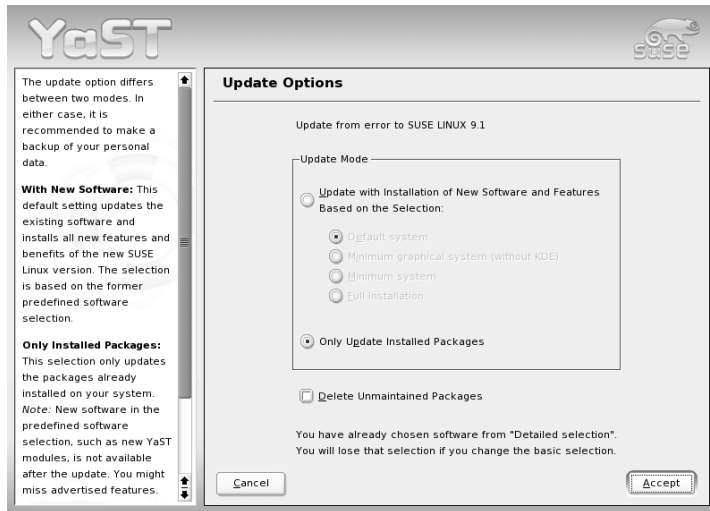 YaST
suse
The update option differs
between two modes. In
either case, it is
recommended to make a
backup of your personal
data.
With New Software: This
default setting updates the
existing software and
installs all new features and
benefits of the new SUSE
Linux version. The selection
is based on the former
predefined software
selection.
Only Installed Packages:
This selection only updates
the packages already
installed on your system.
Note: New software in the
predefined software
selection, such as new YaST
modules, is not available
after the update. You might
miss advertised features.
Update Options
Update from error to SUSE LINUX 9.1
Update Mode
Update with Installation of New Software and Features
Based on the Selection:
Default system
Minimum graphical system (without KDE)
Minimum system
Full Installation
Only Update Installed Packages
Delete Unmaintained Packages
You have already chosen software from "Detailed selection".
You will lose that selection if you change the basic selection.
Cancel
Accept